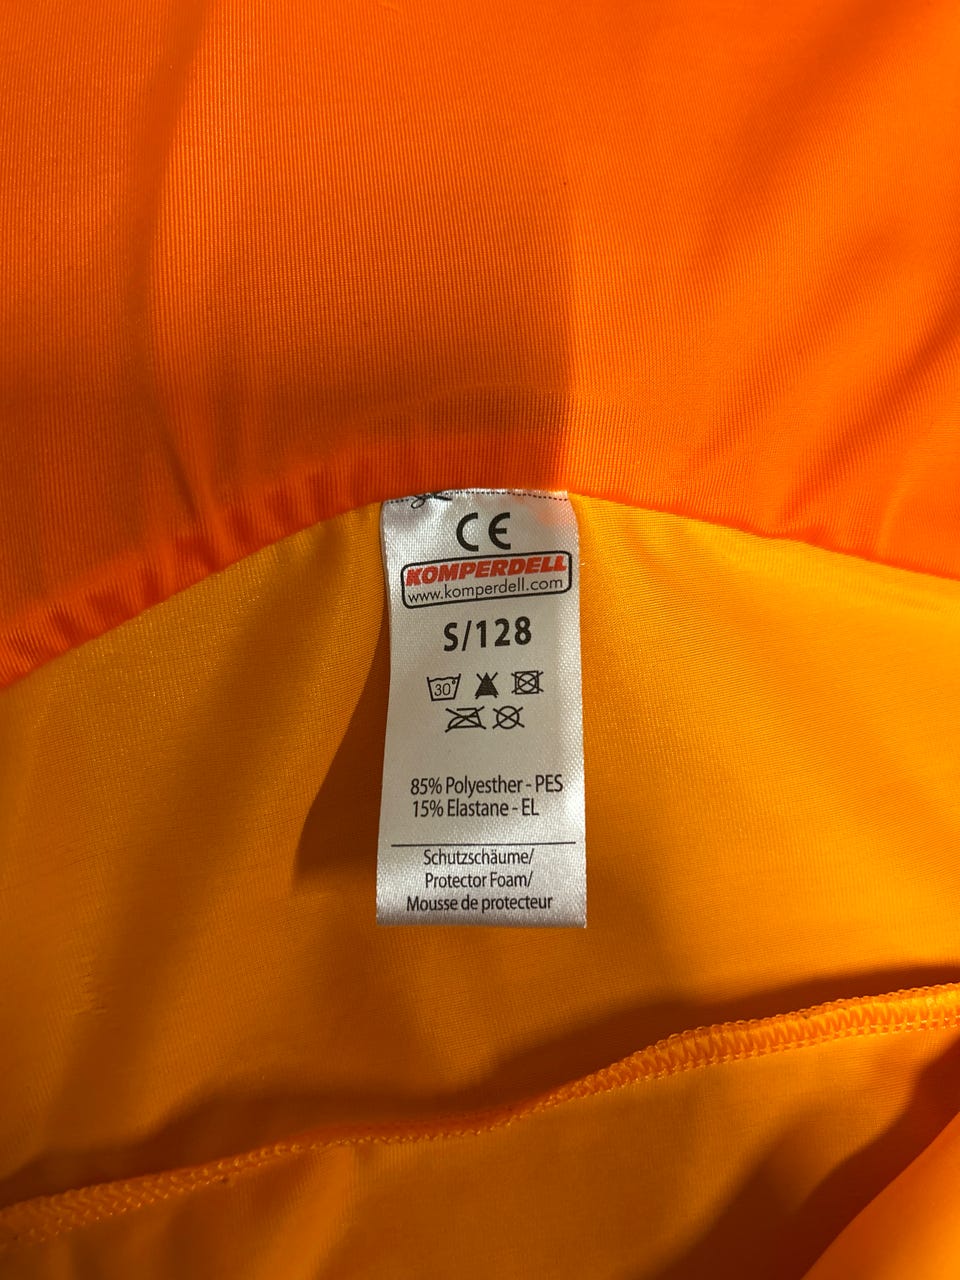 CE
KOMPERDELL
www.komperdell.com
S/128
30°
85% Polyesther - PES
15% Elastane - EL
Schutzschäume/
Protector Foam/
Mousse de protecteur